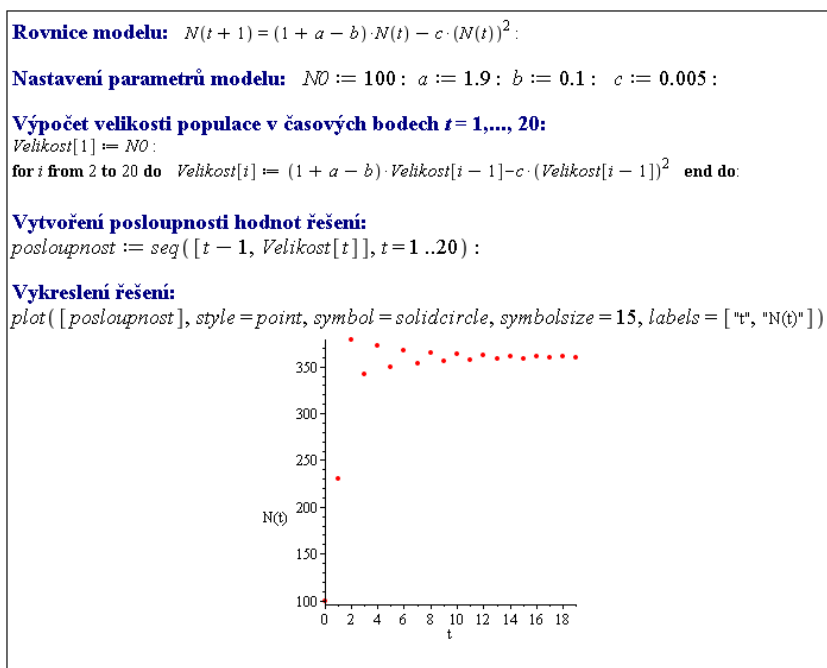 Rovnice modelu: N(t + 1) = (1 + a − b)·N(t) − c·(N(t))² :
Nastavení parametrů modelu: N0 := 100 : a := 1.9 : b := 0.1 : c := 0.005 :
Výpočet velikosti populace v časových bodech t = 1,..., 20:
Velikost[1] := N0 :
for i from 2 to 20 do Velikost[i] := (1 + a − b)·Velikost[i − 1]−c·(Velikost[i − 1])² end do:
Vytvoření posloupnosti hodnot řešení:
posloupnost := seq([t − 1, Velikost[t]], t = 1 ..20) :
Vykreslení řešení:
plot([posloupnost], style = point, symbol = solidcircle, symbolsize = 15, labels = ["t", "N(t)"])
350
300
250
N(t)
200
150
100
0 2 4 6 8 10 12 14 16 18
t